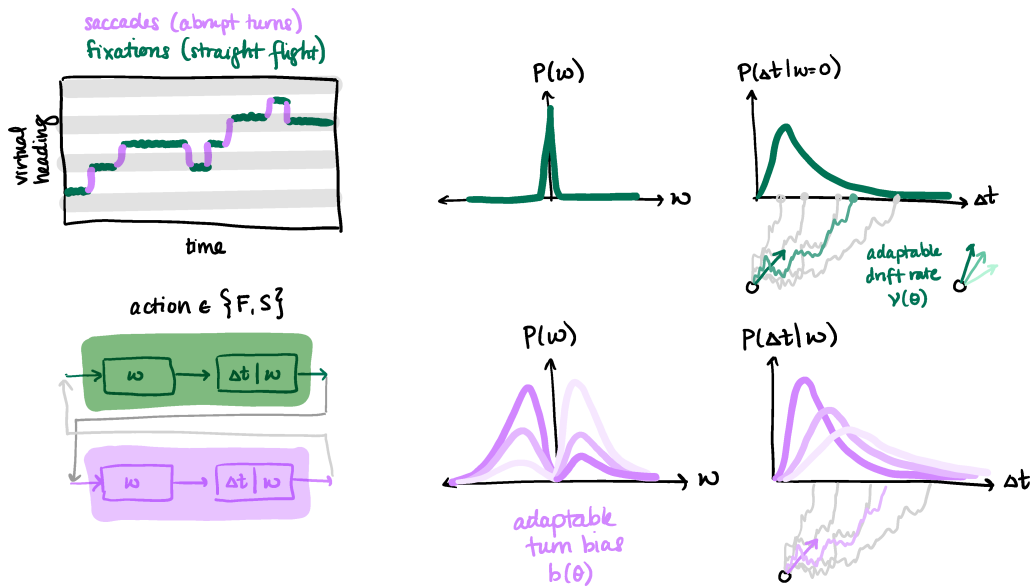 saccades (abrupt turns)
fixations (straight flight)
virtual heading
time
P(w)
w
P(Δt|w=0)
Δt
adaptable
drift rate
ν(θ)
action ϵ {F,S}
w
Δt|w
w
Δt|w
P(w)
w
adaptable
turn bias
b(θ)
P(Δt|w)
Δt